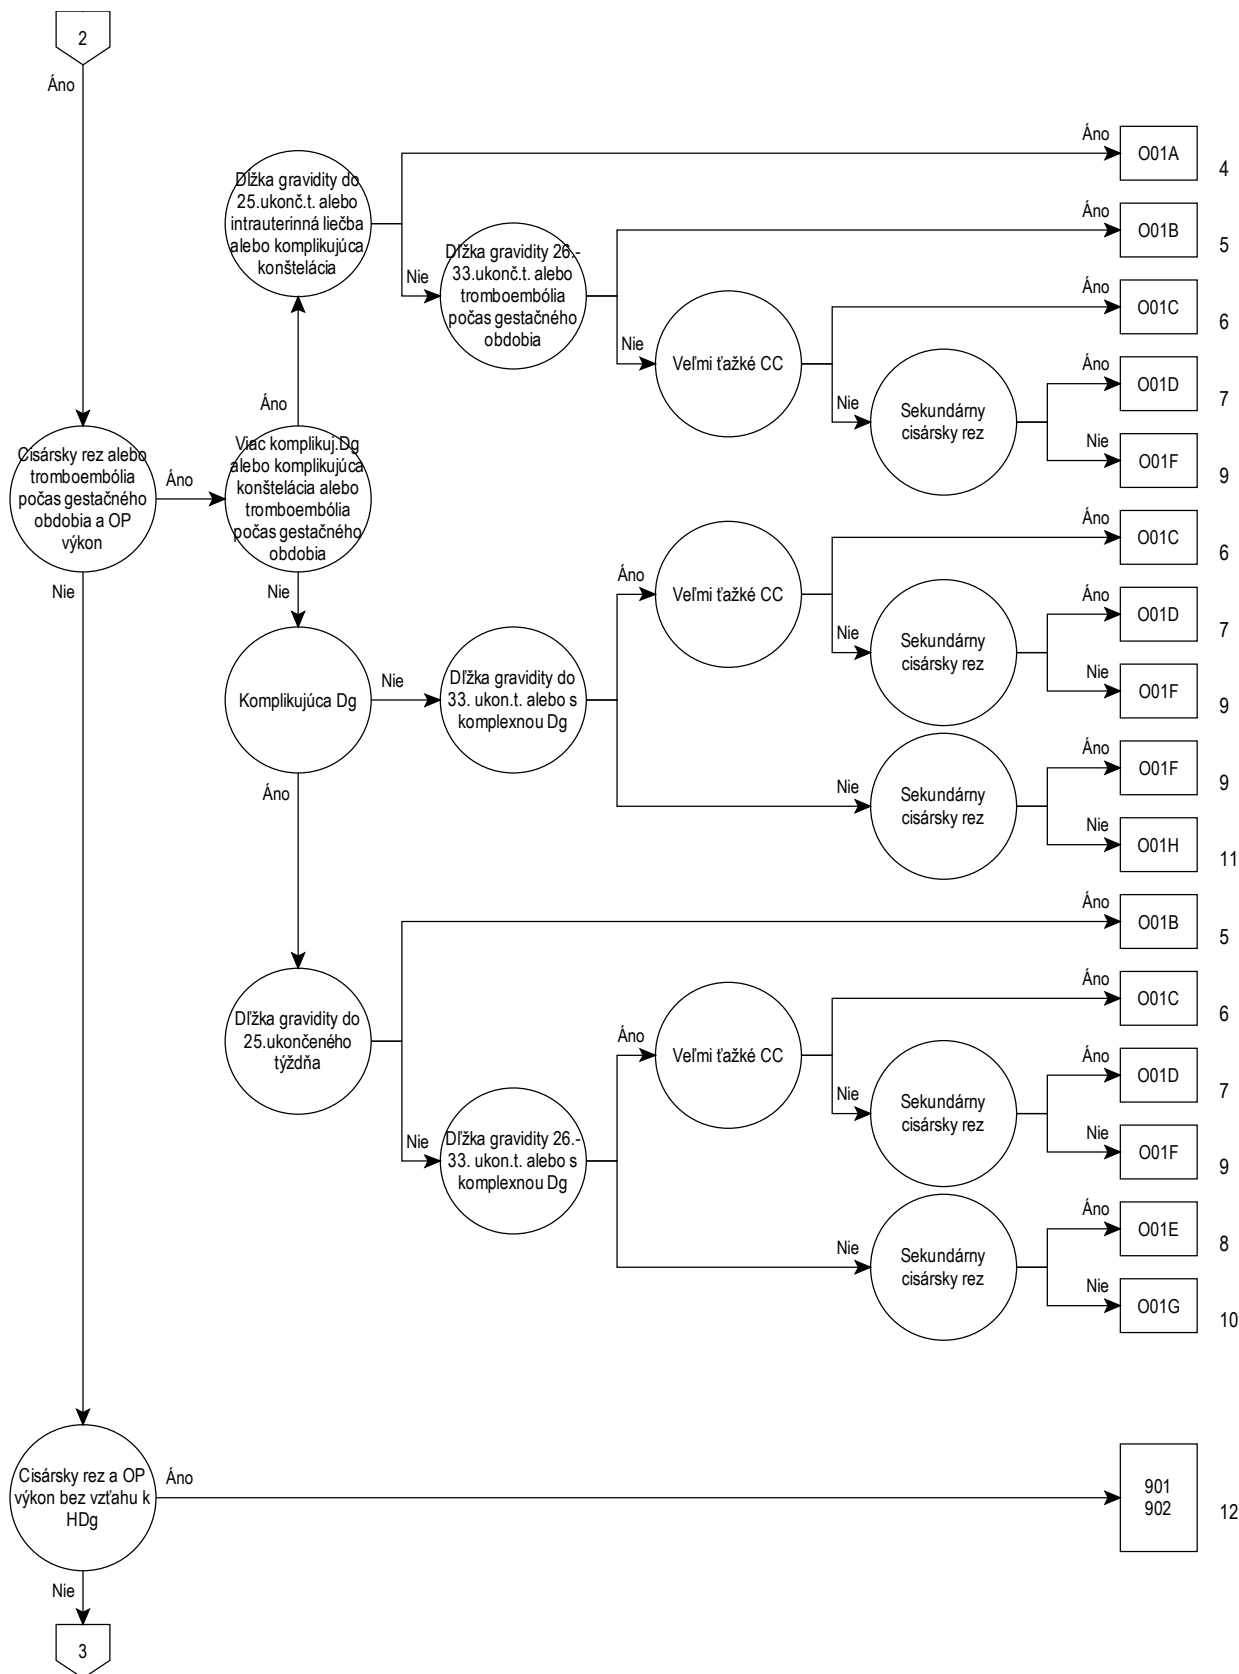 2
Áno
Áno
O01A
4
Dĺžka gravidity do
25.ukonč.t. alebo
intrauterinná liečba
alebo komplikujúca
konštelácia
Áno
O01B
5
Nie
Dĺžka gravidity 26.-
33.ukonč.t. alebo
tromboembólia
počas gestačného
obdobia
Áno
O01C
6
Nie
Veľmi ťažké CC
Áno
O01D
7
Nie
Sekundárny
cisársky rez
Nie
O01F
9
Áno
Cisársky rez alebo
tromboembólia
počas gestačného
obdobia a OP
výkon
Áno
Viac komplikuj.Dg
alebo komplikujúca
konštelácia alebo
tromboembólia
počas gestačného
obdobia
Áno
O01C
6
Nie
Nie
Áno
Veľmi ťažké CC
Áno
O01D
7
Nie
Sekundárny
cisársky rez
Nie
O01F
9
Komplikujúca Dg
Nie
Dĺžka gravidity do
33. ukon.t. alebo s
komplexnou Dg
Áno
O01F
9
Áno
Nie
Sekundárny
cisársky rez
Nie
O01H
11
Áno
O01B
5
Dĺžka gravidity do
25.ukončeného
týždňa
Áno
O01C
6
Áno
Veľmi ťažké CC
Áno
O01D
7
Nie
Sekundárny
cisársky rez
Nie
O01F
9
Nie
Dĺžka gravidity 26.-
33. ukon.t. alebo s
komplexnou Dg
Áno
O01E
8
Nie
Sekundárny
cisársky rez
Nie
O01G
10
Cisársky rez a OP
výkon bez vzťahu k
HDg
Áno
901
902
12
Nie
3